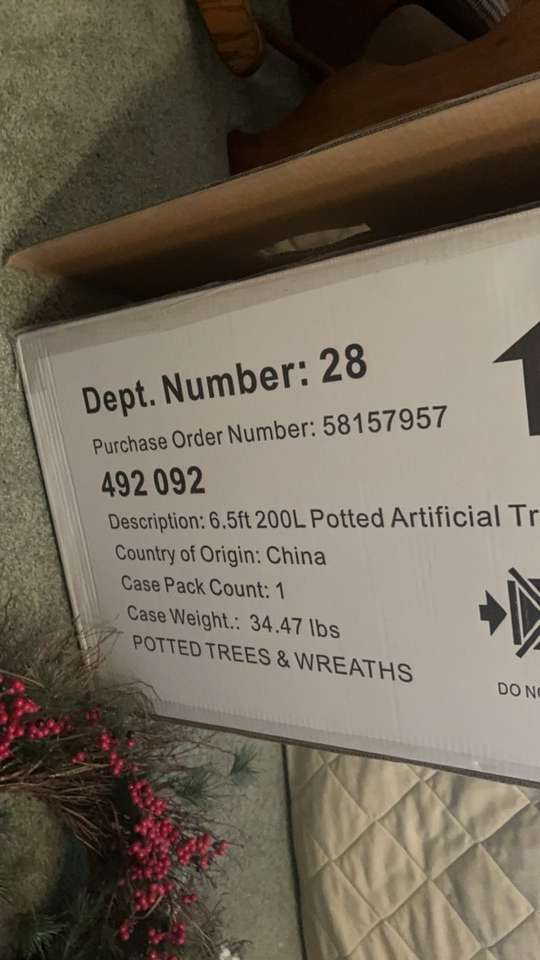 Dept. Number: 28
Purchase Order Number: 58157957
492 092
Description: 6.5ft 200L Potted Artificial
Country of Origin: China
Case Pack Count: 1
Case Weight.: 34.47 lbs
POTTED TREES & WREATHS
DO